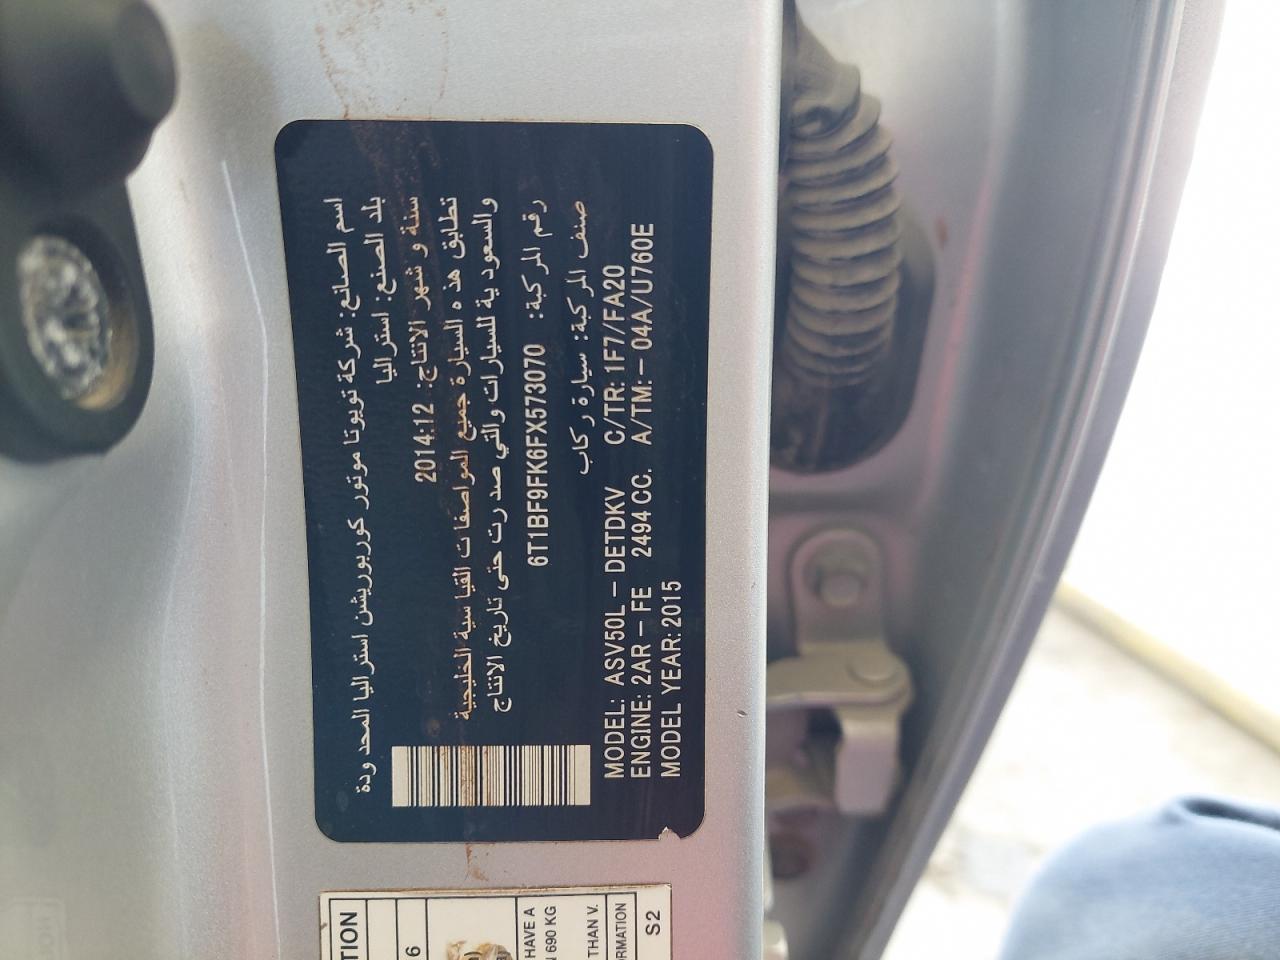 اسم الصانع: شركة تويوتا موتور كوربوريشن استراليا المحدودة
بلد الصنع: استراليا
سنة و شهر الانتاج: 2014:12
تطابق هذه السيارة جميع المواصفات القياسية الخليجية
والسعودية للسيارات والتي صدرت حتى تاريخ الانتاج
رقم المركبة: 6T1BF9FK6FX573070
صنف المركبة: سيارة ركاب
MODEL: ASV50L – DETDKV C/TR: 1F7/FA20
ENGINE: 2AR – FE 2494 CC. A/TM: – 04A/U760E
MODEL YEAR: 2015
TION
6
HAVE A
690 KG
THAN V.
RMATION
S2